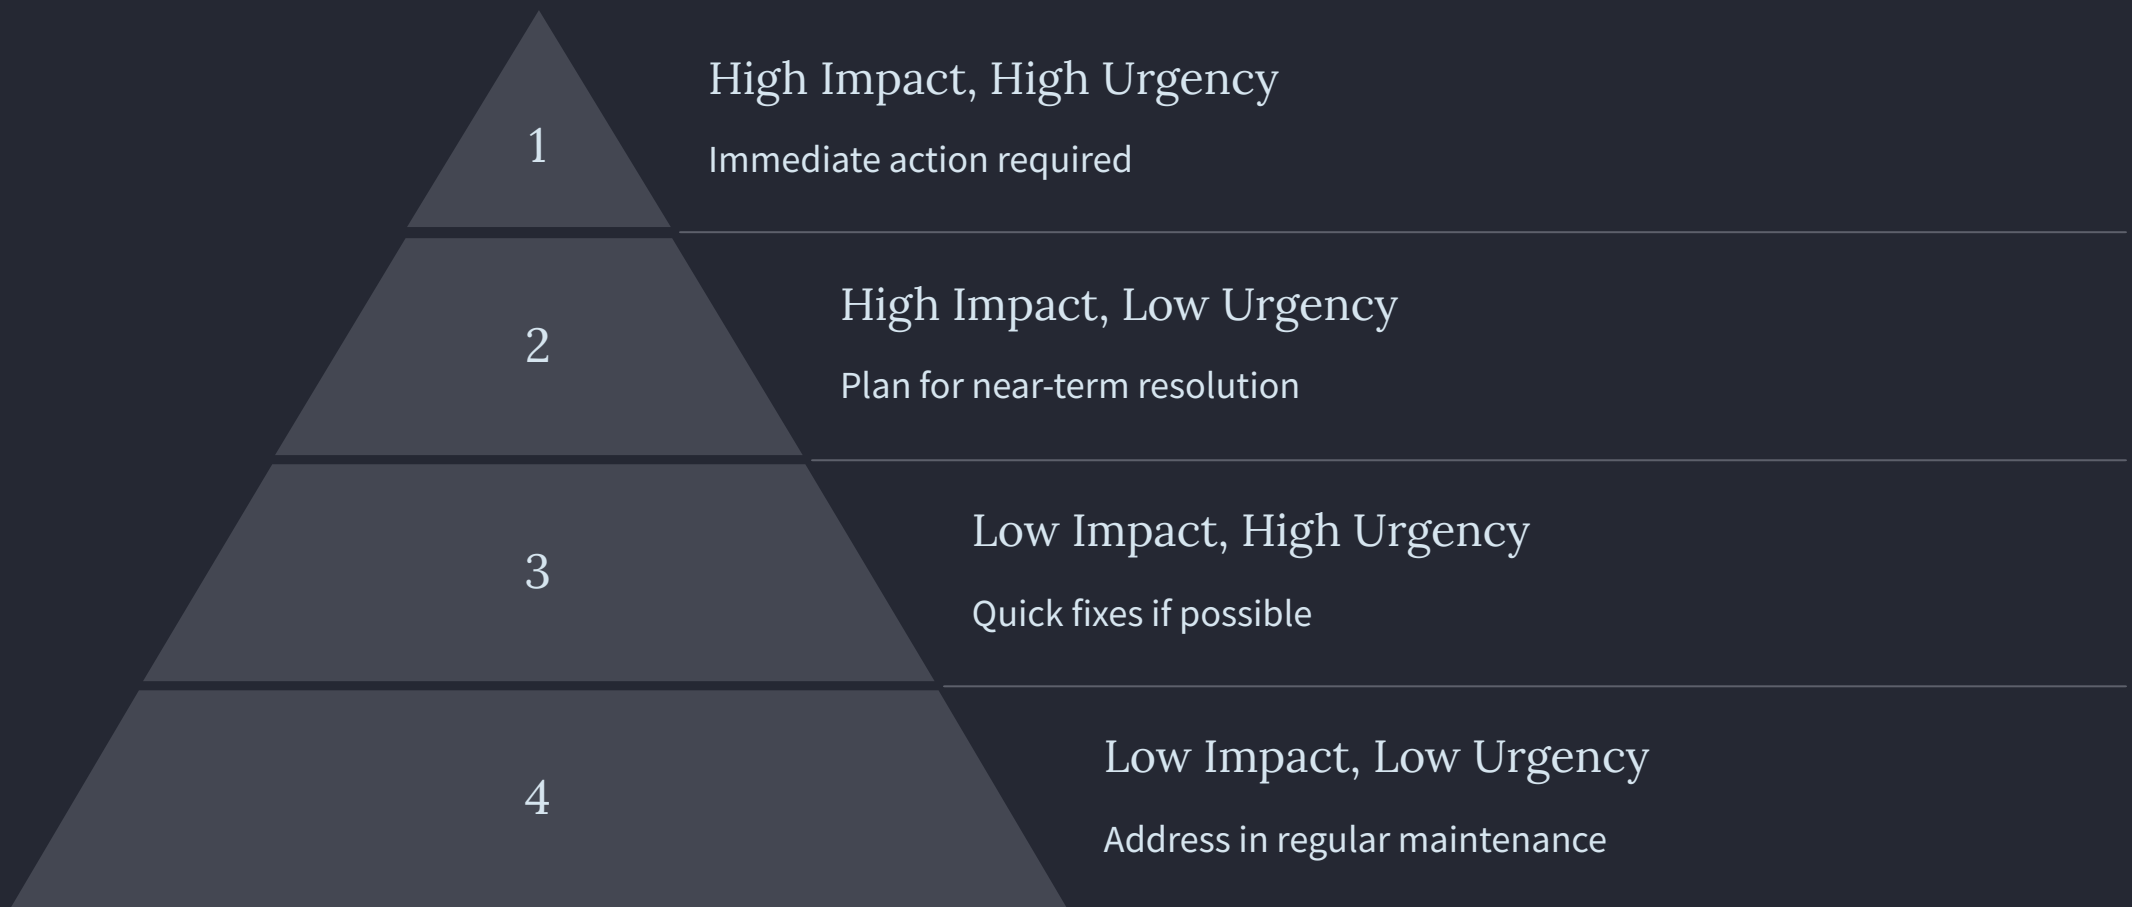 1
High Impact, High Urgency
Immediate action required
2
High Impact, Low Urgency
Plan for near-term resolution
3
Low Impact, High Urgency
Quick fixes if possible
4
Low Impact, Low Urgency
Address in regular maintenance